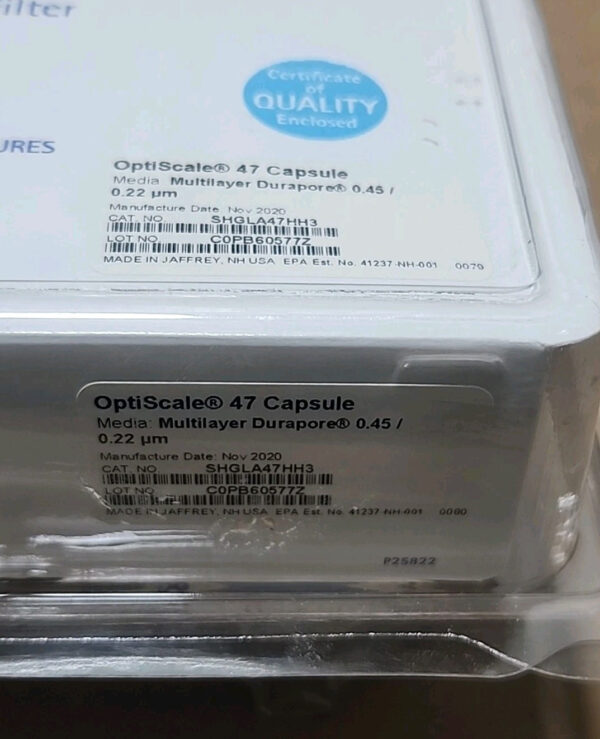 ilter
Certificate
of
QUALITY
Enclosed
URES
OptiScale® 47 Capsule
Media: Multilayer Durapore® 0.45 /
0.22 µm
Manufacture Date: Nov 2020
CAT. NO. SHGLA47HH3
LOT NO. C0PB60577Z
MADE IN JAFFREY, NH USA EPA Est. No. 41237-NH-001 0079
OptiScale® 47 Capsule
Media: Multilayer Durapore® 0.45 /
0.22 µm
Manufacture Date: Nov 2020
CAT. NO. SHGLA47HH3
LOT NO. C0PB60577Z
MADE IN JAFFREY, NH USA EPA Est. No. 41237-NH-001 0080
P25822